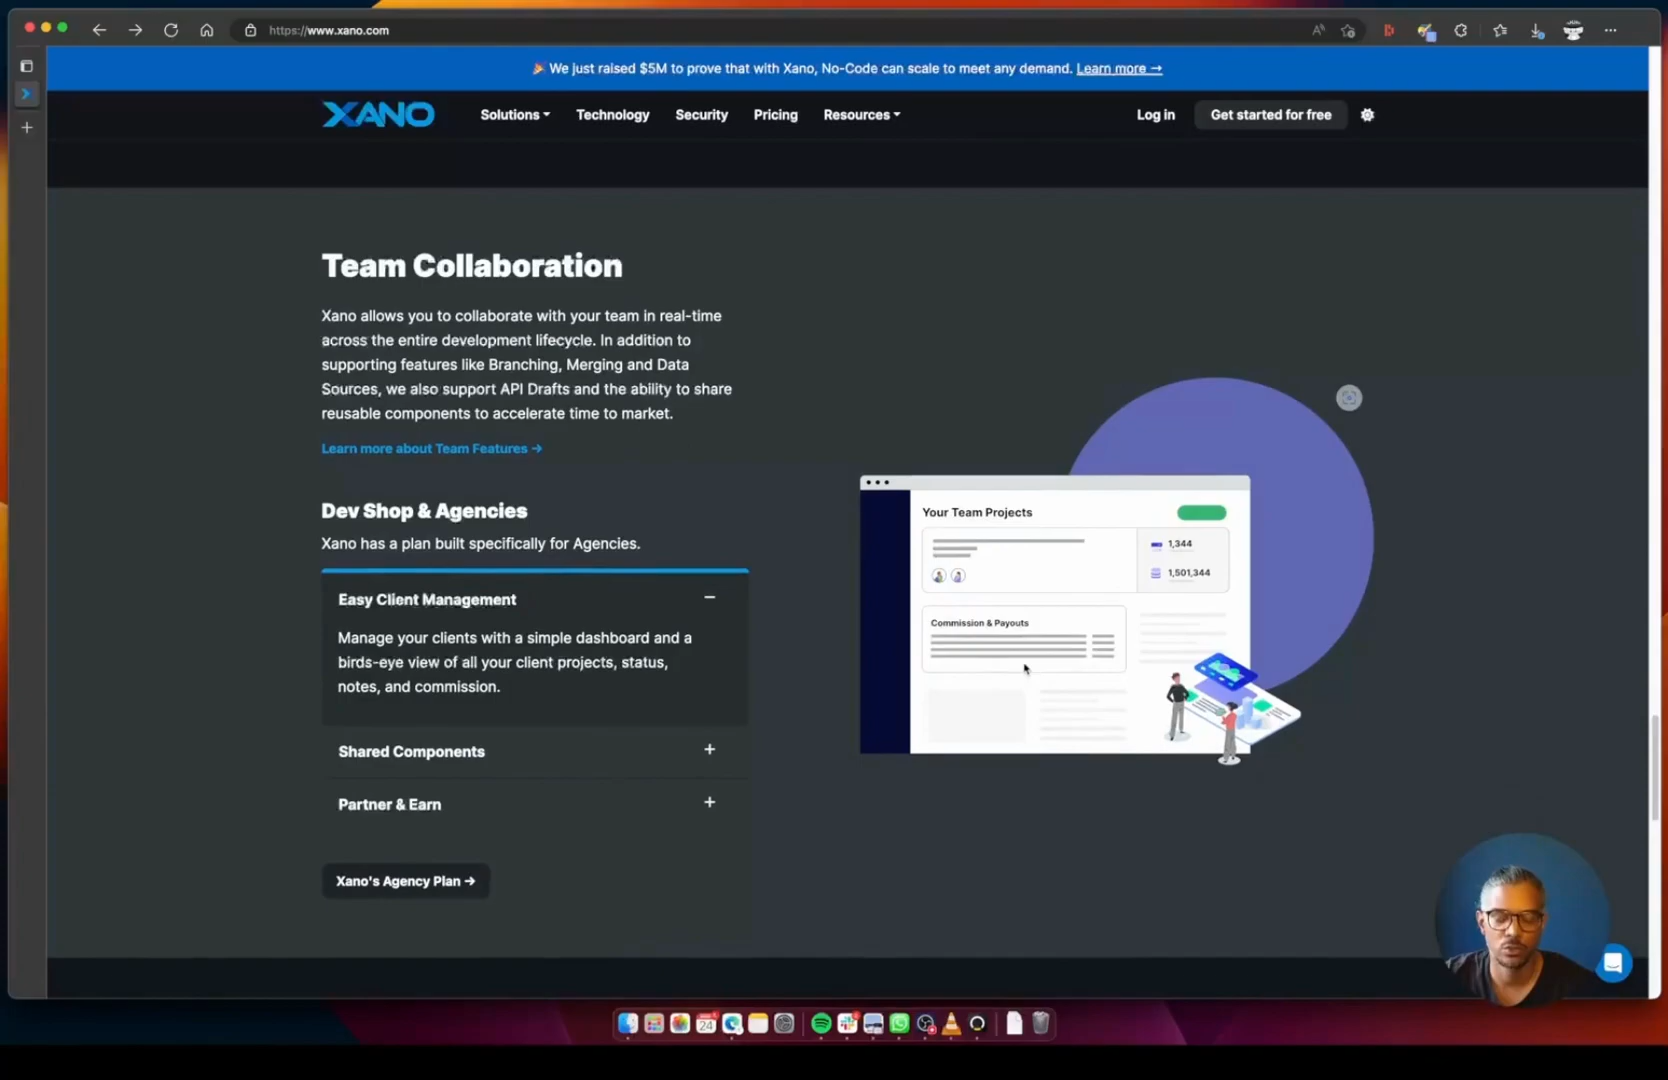 https://www.xano.com
🎉 We just raised $5M to prove that with Xano, No-Code can scale to meet any demand. Learn more →
XANO
Solutions
Technology
Security
Pricing
Resources
Log in
Get started for free
Team Collaboration
Xano allows you to collaborate with your team in real-time
across the entire development lifecycle. In addition to
supporting features like Branching, Merging and Data
Sources, we also support API Drafts and the ability to share
reusable components to accelerate time to market.
Learn more about Team Features →
Dev Shop & Agencies
Xano has a plan built specifically for Agencies.
Easy Client Management
Manage your clients with a simple dashboard and a
birds-eye view of all your client projects, status,
notes, and commission.
Shared Components
Partner & Earn
Xano's Agency Plan →
Your Team Projects
1,344
1,501,344
Commission & Payouts
24